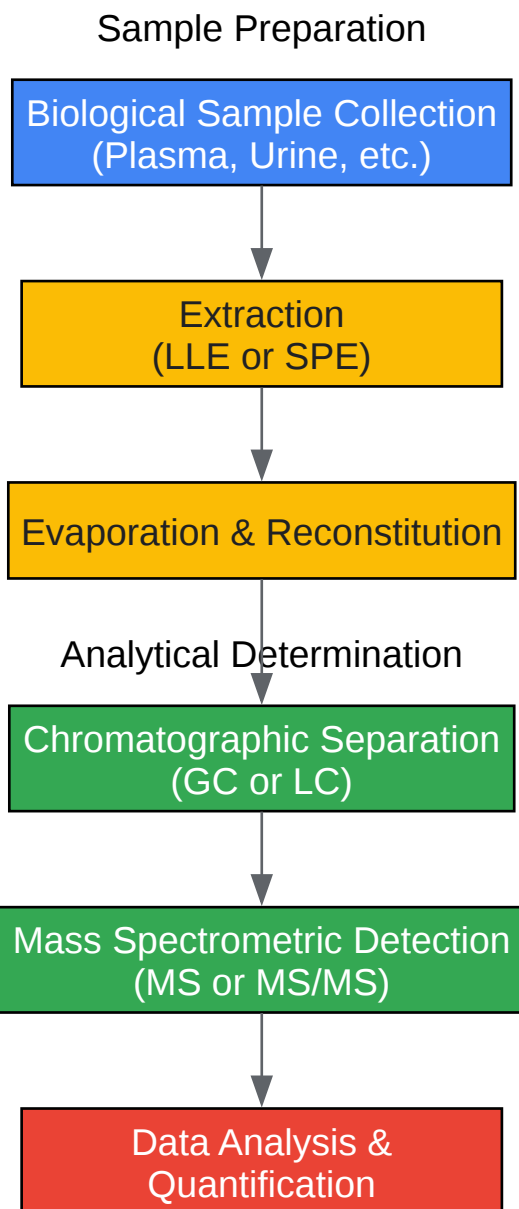 Sample Preparation
Biological Sample Collection
(Plasma, Urine, etc.)
Extraction
(LLE or SPE)
Evaporation & Reconstitution
Analytical Determination
Chromatographic Separation
(GC or LC)
Mass Spectrometric Detection
(MS or MS/MS)
Data Analysis &
Quantification